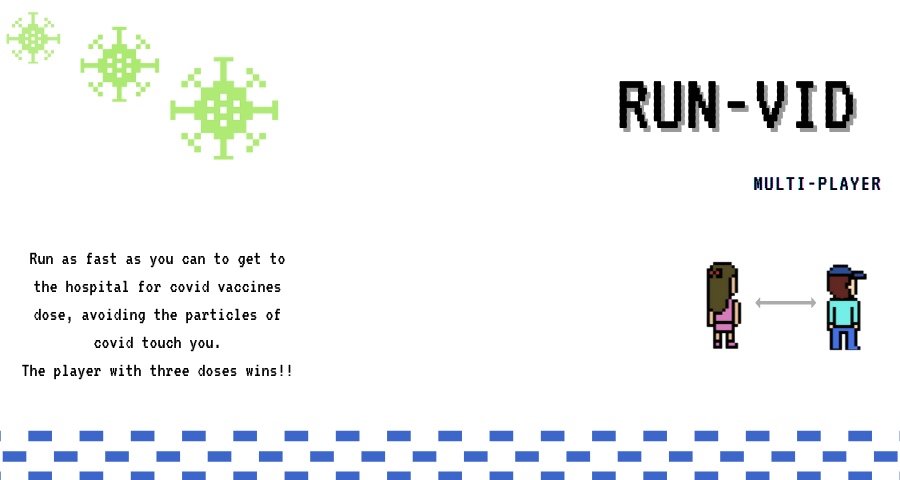 RUN-VID
MULTI-PLAYER
Run as fast as you can to get to
the hospital for covid vaccines
dose, avoiding the particles of
covid touch you.
The player with three doses wins!!